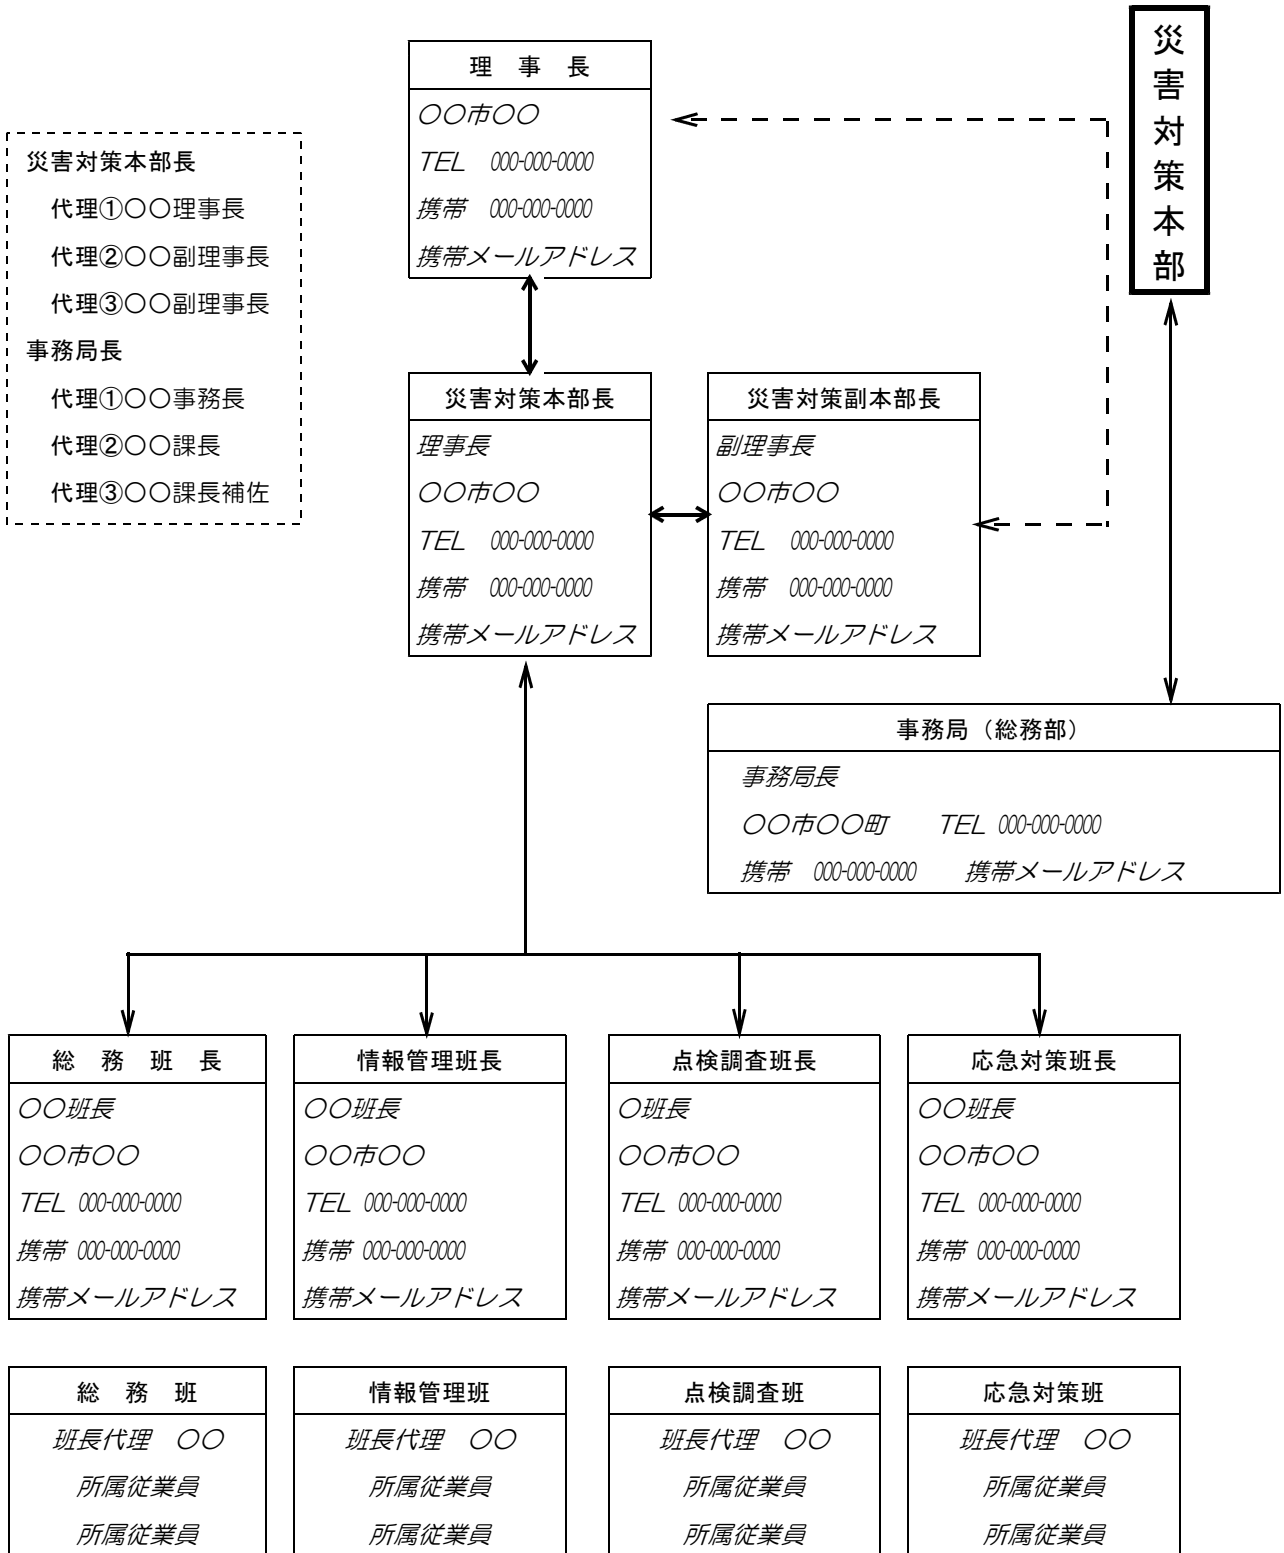 災害対策本部
理　事　長
〇〇市〇〇
TEL　000-000-0000
携帯　000-000-0000
携帯メールアドレス
災害対策本部長
代理①〇〇理事長
代理②〇〇副理事長
代理③〇〇副理事長
事務局長
代理①〇〇事務長
代理②〇〇課長
代理③〇〇課長補佐
災害対策本部長
理事長
〇〇市〇〇
TEL　000-000-0000
携帯　000-000-0000
携帯メールアドレス
災害対策副本部長
副理事長
〇〇市〇〇
TEL　000-000-0000
携帯　000-000-0000
携帯メールアドレス
事務局（総務部）
事務局長
〇〇市〇〇町　　TEL 000-000-0000
携帯　000-000-0000　　携帯メールアドレス
総　務　班　長
〇〇班長
〇〇市〇〇
TEL 000-000-0000
携帯 000-000-0000
携帯メールアドレス
情報管理班長
〇〇班長
〇〇市〇〇
TEL 000-000-0000
携帯 000-000-0000
携帯メールアドレス
点検調査班長
〇班長
〇〇市〇〇
TEL 000-000-0000
携帯 000-000-0000
携帯メールアドレス
応急対策班長
〇〇班長
〇〇市〇〇
TEL 000-000-0000
携帯 000-000-0000
携帯メールアドレス
総　務　班
班長代理　〇〇
所属従業員
所属従業員
情報管理班
班長代理　〇〇
所属従業員
所属従業員
点検調査班
班長代理　〇〇
所属従業員
所属従業員
応急対策班
班長代理　〇〇
所属従業員
所属従業員